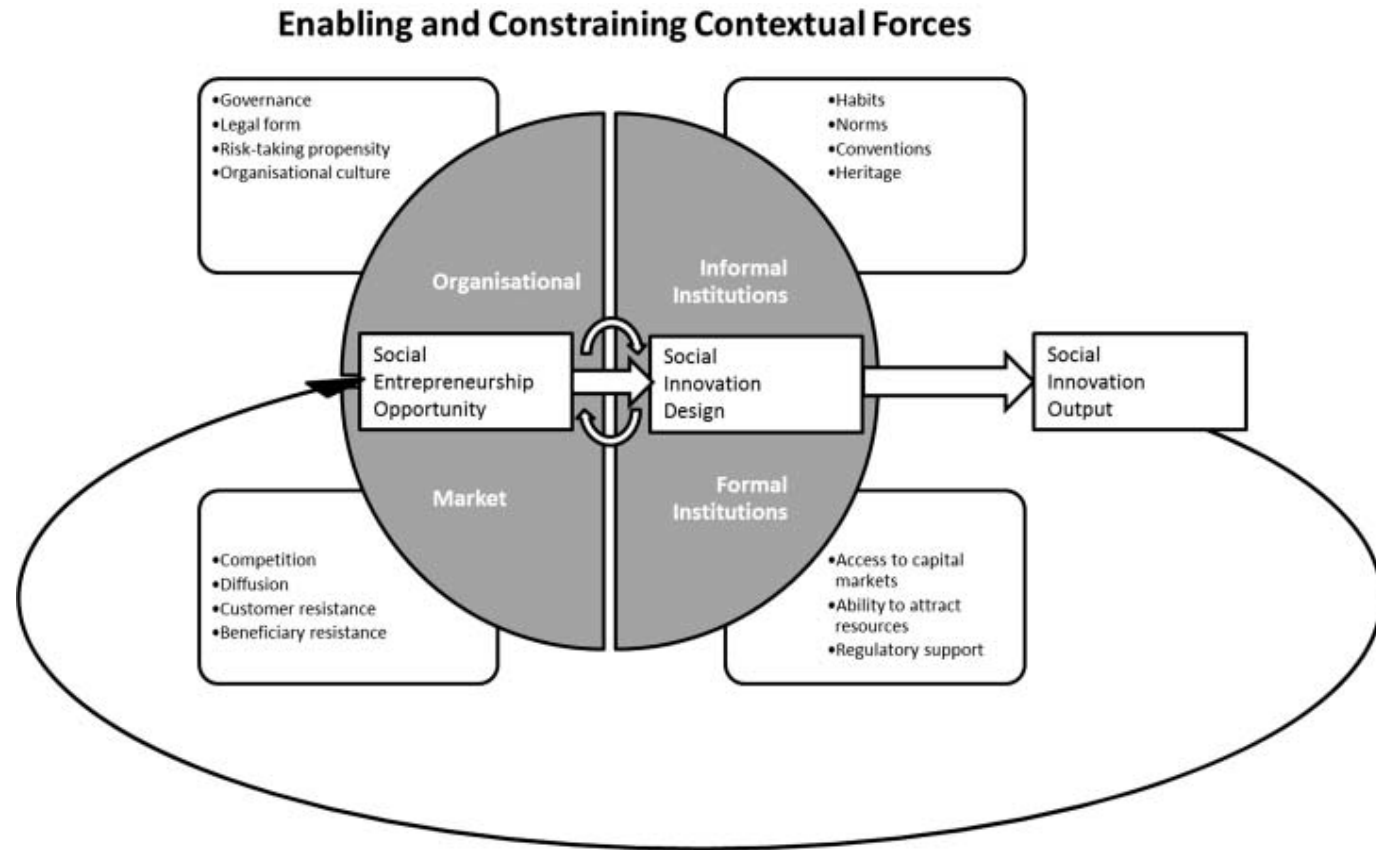 Enabling and Constraining Contextual Forces
•Governance
•Legal form
•Risk-taking propensity
•Organisational culture
•Habits
•Norms
•Conventions
•Heritage
Organisational
Informal
Institutions
Social
Entrepreneurship
Opportunity
Social
Innovation
Design
Social
Innovation
Output
Market
Formal
Institutions
•Competition
•Diffusion
•Customer resistance
•Beneficiary resistance
•Access to capital
markets
•Ability to attract
resources
•Regulatory support